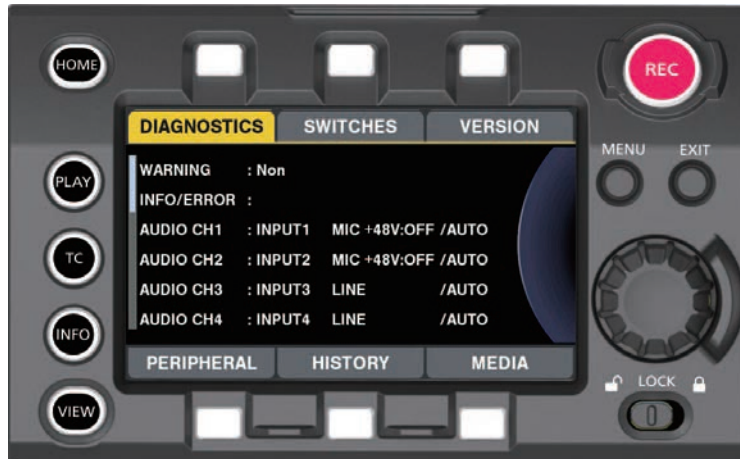 HOME
REC
DIAGNOSTICS SWITCHES VERSION
MENU EXIT
WARNING : Non
PLAY
INFO/ERROR :
AUDIO CH1 : INPUT1 MIC +48V:OFF /AUTO
TC
AUDIO CH2 : INPUT2 MIC +48V:OFF /AUTO
AUDIO CH3 : INPUT3 LINE /AUTO
INFO
AUDIO CH4 : INPUT4 LINE /AUTO
PERIPHERAL HISTORY MEDIA
LOCK
VIEW